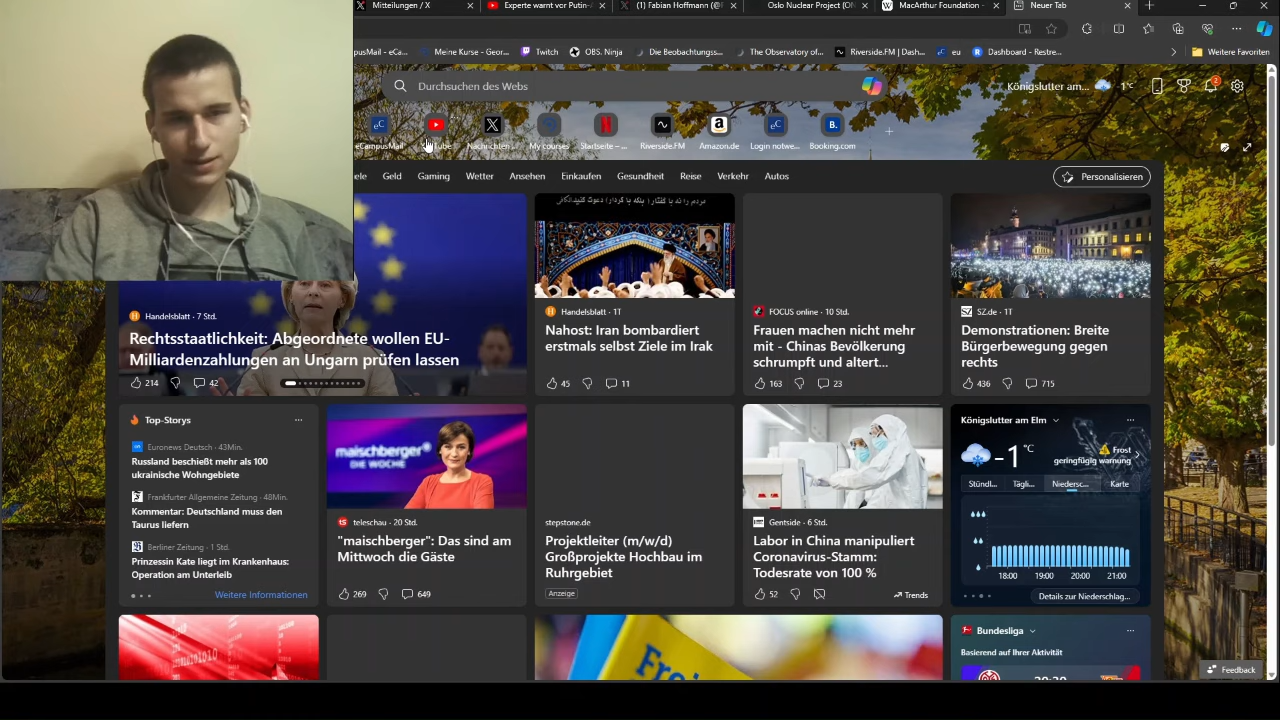 Mitteilungen / X
Experte warnt vor Putin-
(1) Fabian Hoffmann (@F
Oslo Nuclear Project (ON
MacArthur Foundation -
Neuer Tab
pusMail - eCa...
Meine Kurse - Geor...
Twitch
OBS. Ninja
Die Beobachtungss...
The Observatory of...
Riverside.FM | Dash...
eu
Dashboard - Restre...
Weitere Favoriten
Durchsuchen des Webs
Königslutter am...
1°C
2
eC
B.
eCampusMail
Nachrichten...
My courses
Startseite – ...
Riverside.FM
Amazon.de
Login notwe...
Booking.com
ele
Geld
Gaming
Wetter
Ansehen
Einkaufen
Gesundheit
Reise
Verkehr
Autos
Personalisieren
Handelsblatt · 7 Std.
Rechtsstaatlichkeit: Abgeordnete wollen EU-
Milliardenzahlungen an Ungarn prüfen lassen
214
42
Handelsblatt · 1T
Nahost: Iran bombardiert
erstmals selbst Ziele im Irak
45
11
FOCUS online · 10 Std.
Frauen machen nicht mehr
mit - Chinas Bevölkerung
schrumpft und altert...
163
23
SZ.de · 1T
Demonstrationen: Breite
Bürgerbewegung gegen
rechts
436
715
Top-Storys
Euronews Deutsch · 43Min.
Russland beschießt mehr als 100
ukrainische Wohngebiete
Frankfurter Allgemeine Zeitung · 48Min.
Kommentar: Deutschland muss den
Taurus liefern
Berliner Zeitung · 1 Std.
Prinzessin Kate liegt im Krankenhaus:
Operation am Unterleib
Weitere Informationen
maischberger
DIE WOCHE
teleschau · 20 Std.
"maischberger": Das sind am
Mittwoch die Gäste
269
649
stepstone.de
Projektleiter (m/w/d)
Großprojekte Hochbau im
Ruhrgebiet
Anzeige
Gentside · 6 Std.
Labor in China manipuliert
Coronavirus-Stamm:
Todesrate von 100 %
52
Trends
Königslutter am Elm
-1 °C
Frost
geringfügig warnung
Stündl...
Tägli...
Niedersc...
Karte
18:00
19:00
20:00
21:00
Details zur Niederschlag...
Bundesliga
Basierend auf Ihrer Aktivität
20:30
Feedback